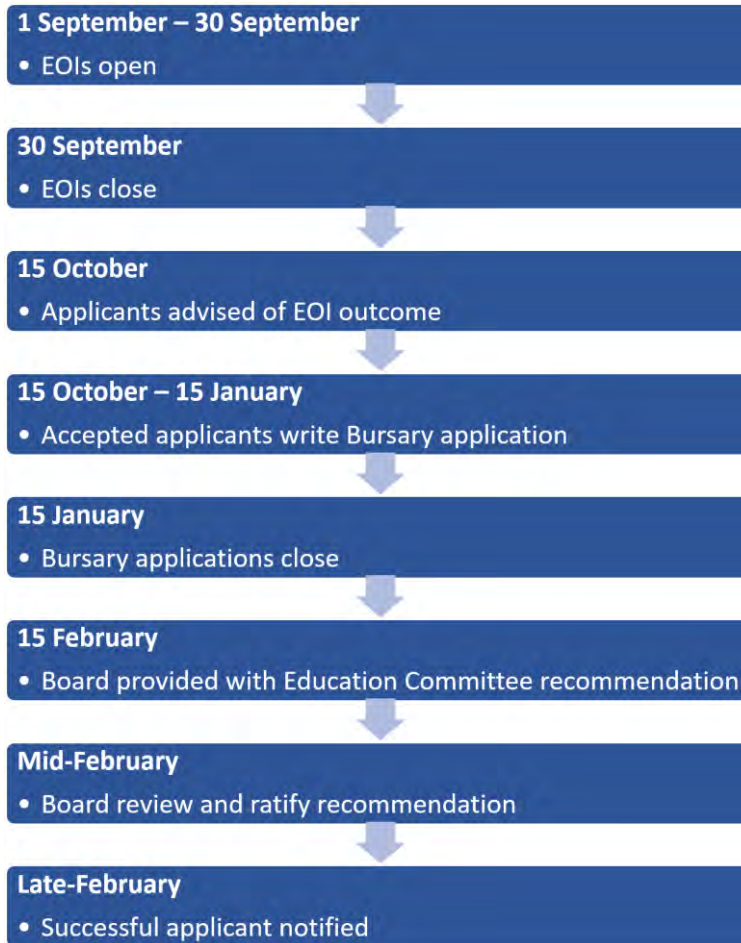 1 September – 30 September
• EOIs open
30 September
• EOIs close
15 October
• Applicants advised of EOI outcome
15 October – 15 January
• Accepted applicants write Bursary application
15 January
• Bursary applications close
15 February
• Board provided with Education Committee recommendation
Mid-February
• Board review and ratify recommendation
Late-February
• Successful applicant notified